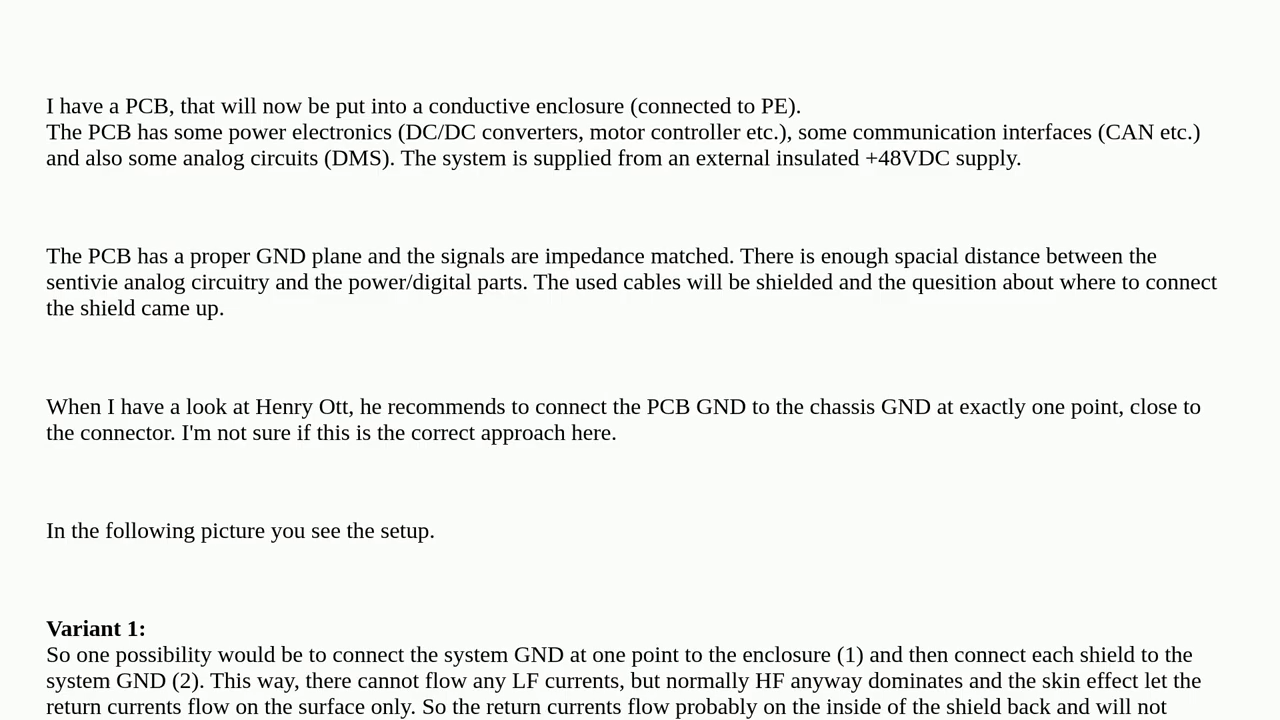 I have a PCB, that will now be put into a conductive enclosure (connected to PE).
The PCB has some power electronics (DC/DC converters, motor controller etc.), some communication interfaces (CAN etc.)
and also some analog circuits (DMS). The system is supplied from an external insulated +48VDC supply.
The PCB has a proper GND plane and the signals are impedance matched. There is enough spacial distance between the
sentivie analog circuitry and the power/digital parts. The used cables will be shielded and the quesition about where to connect
the shield came up.
When I have a look at Henry Ott, he recommends to connect the PCB GND to the chassis GND at exactly one point, close to
the connector. I'm not sure if this is the correct approach here.
In the following picture you see the setup.
Variant 1:
So one possibility would be to connect the system GND at one point to the enclosure (1) and then connect each shield to the
system GND (2). This way, there cannot flow any LF currents, but normally HF anyway dominates and the skin effect let the
return currents flow on the surface only. So the return currents flow probably on the inside of the shield back and will not